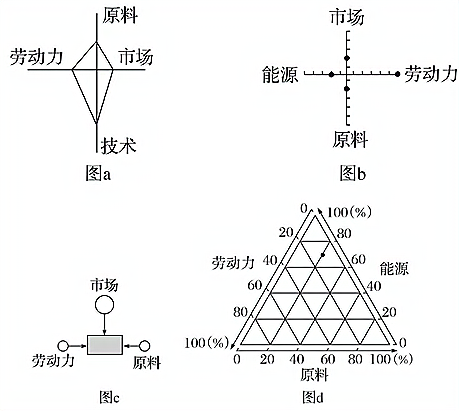 原料
劳动力
市场
技术
图a
市场
能源
劳动力
原料
图b
市场
劳动力
原料
图c
0
100(%)
20
80
劳动力
40
60
能源
60
40
80
20
100(%)
0
0 20 40 60 80 100(%)
原料
图d